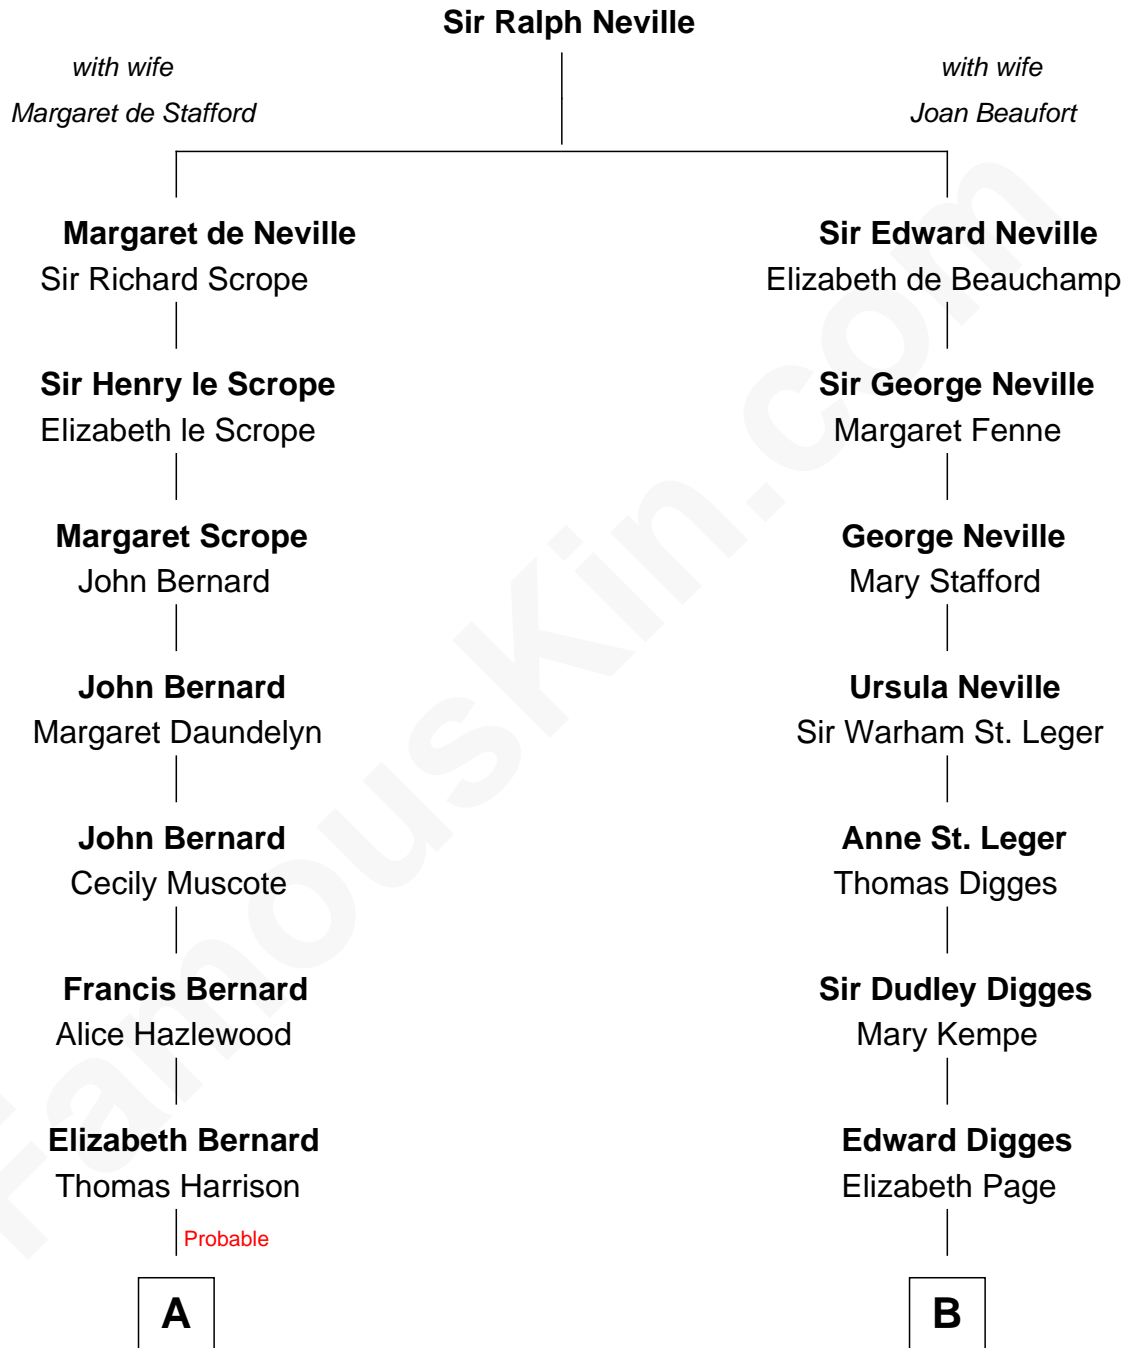 Sir Ralph Neville
with wife
Margaret de Stafford
with wife
Joan Beaufort
Margaret de Neville
Sir Richard Scrope
Sir Edward Neville
Elizabeth de Beauchamp
Sir Henry le Scrope
Elizabeth le Scrope
Sir George Neville
Margaret Fenne
Margaret Scrope
John Bernard
George Neville
Mary Stafford
John Bernard
Margaret Daundelyn
Ursula Neville
Sir Warham St. Leger
John Bernard
Cecily Muscote
Anne St. Leger
Thomas Digges
Francis Bernard
Alice Hazlewood
Sir Dudley Digges
Mary Kempe
Elizabeth Bernard
Thomas Harrison
Edward Digges
Elizabeth Page
Probable
A
B
FamousKin.com